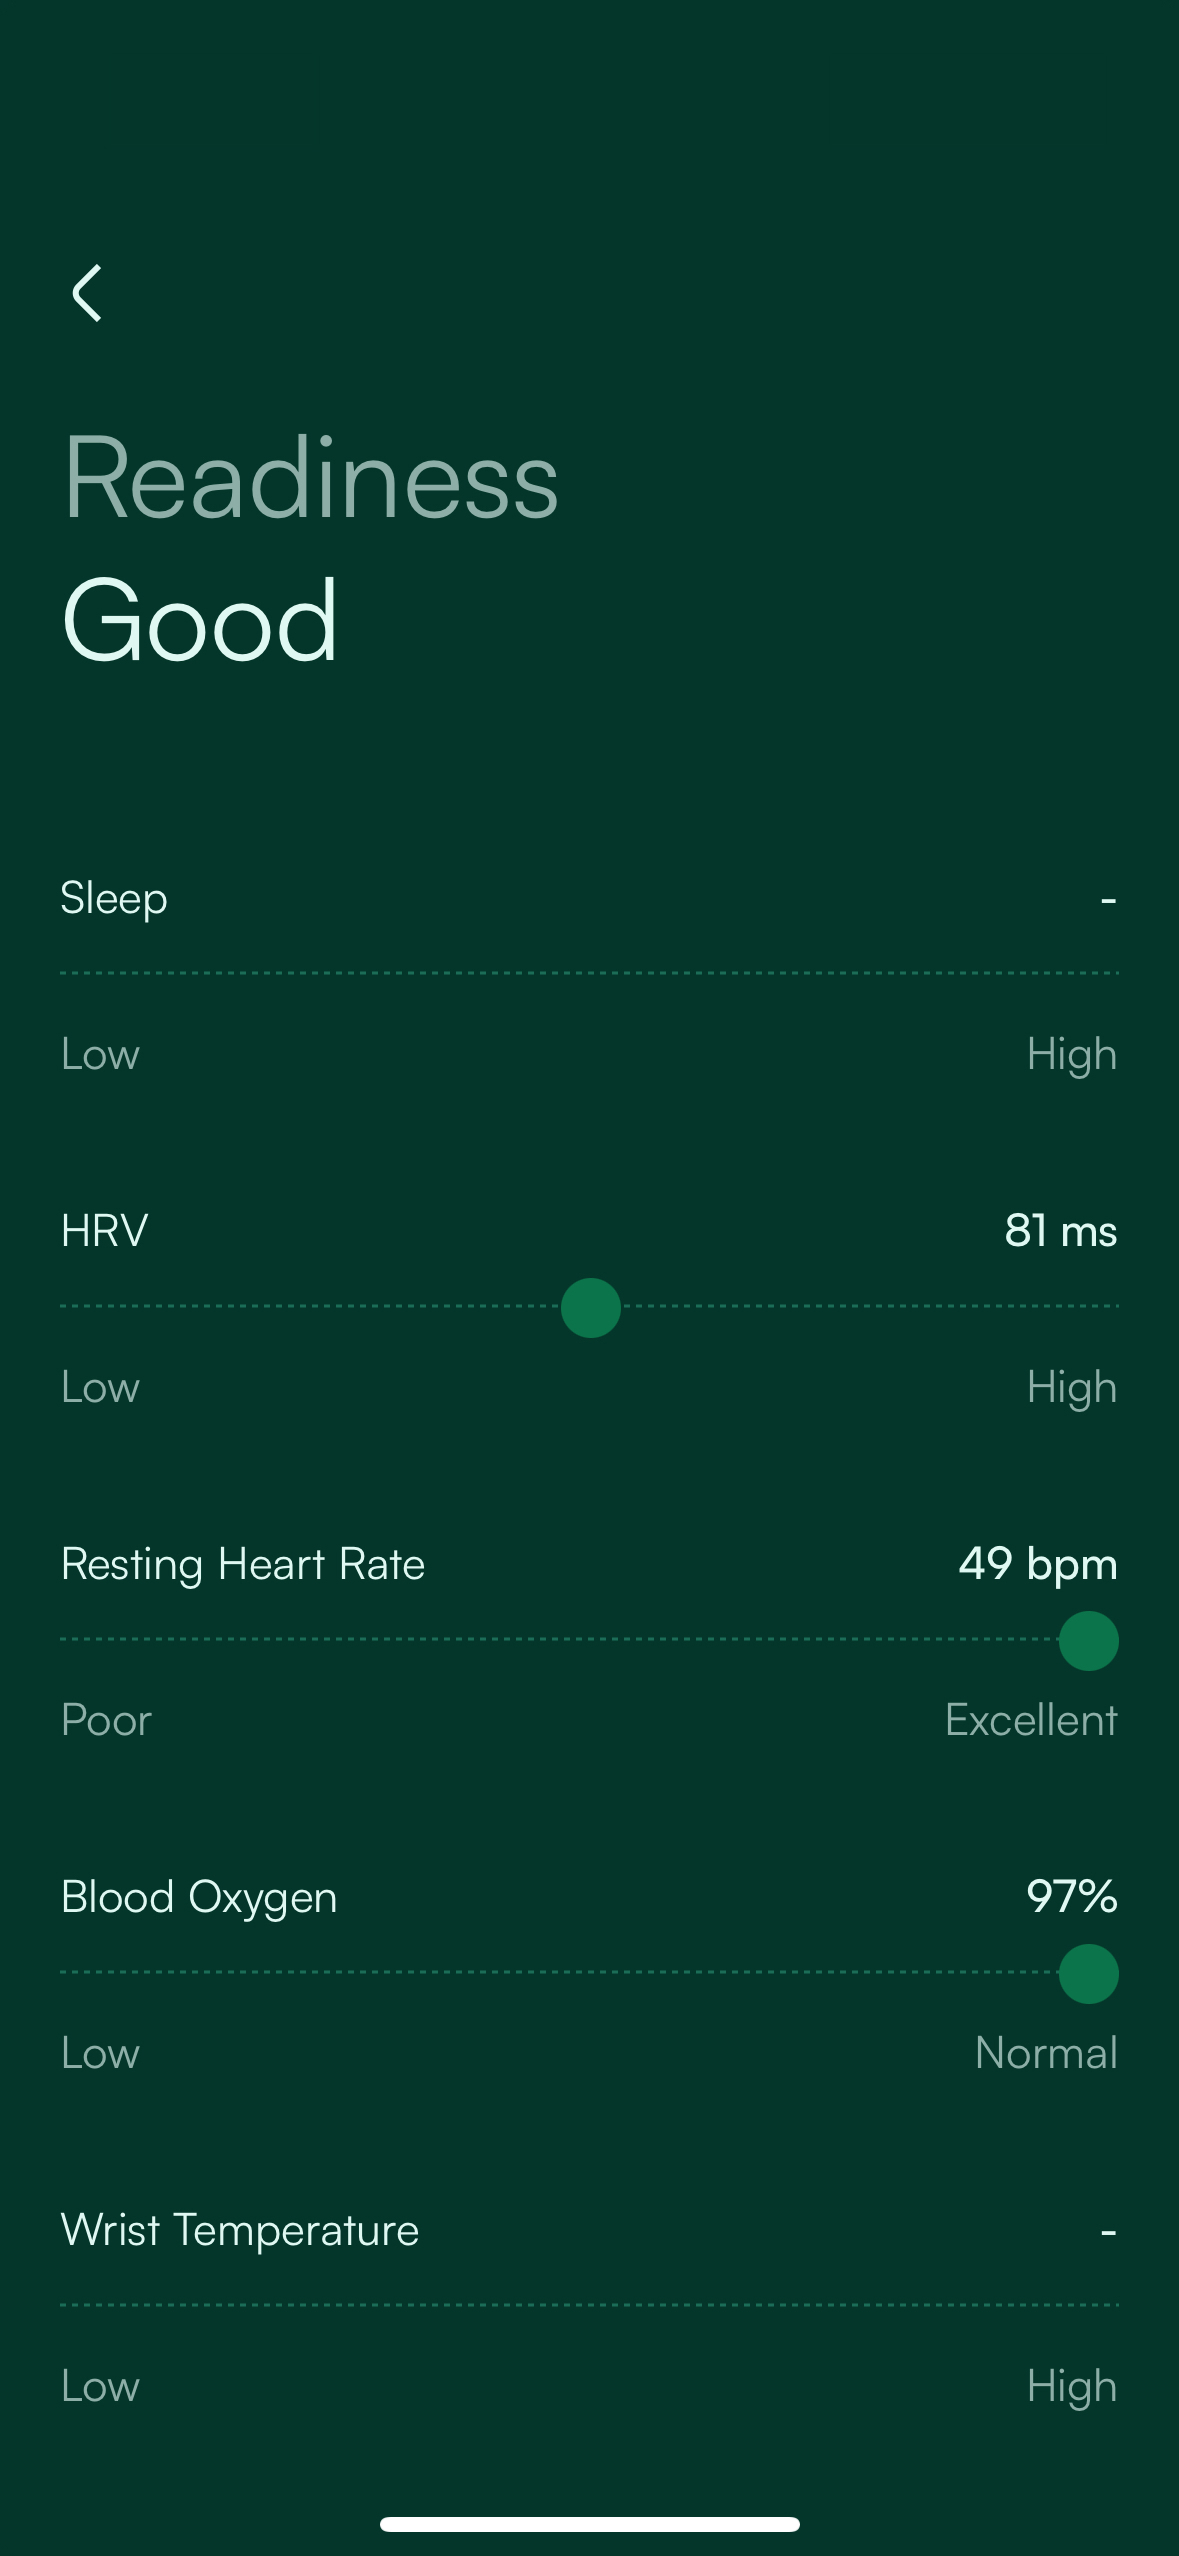 Readiness
Good
Sleep -
Low High
HRV 81 ms
Low High
Resting Heart Rate 49 bpm
Poor Excellent
Blood Oxygen 97%
Low Normal
Wrist Temperature -
Low High